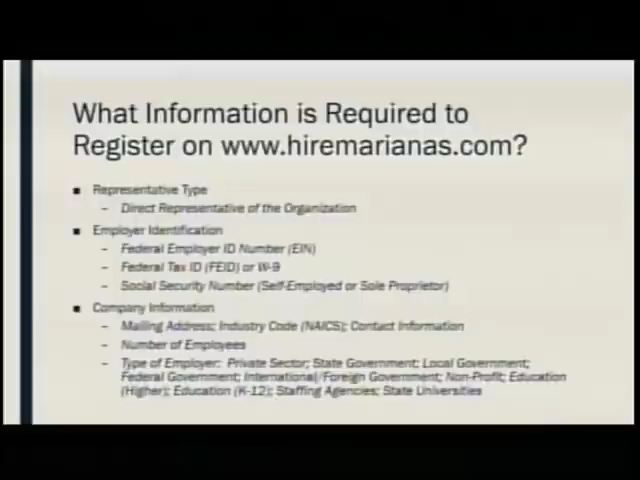 What Information is Required to
Register on www.hiremarianas.com?
■ Representative Type
– Direct Representative of the Organization
■ Employer Identification
– Federal Employer ID Number (EIN)
– Federal Tax ID (FEID) or W-9
– Social Security Number (Self-Employed or Sole Proprietor)
■ Company Information
– Mailing Address; Industry Code (NAICS); Contact Information
– Number of Employees
– Type of Employer: Private Sector; State Government; Local Government;
Federal Government; International/Foreign Government; Non-Profit; Education
(Higher); Education (K-12); Staffing Agencies; State Universities